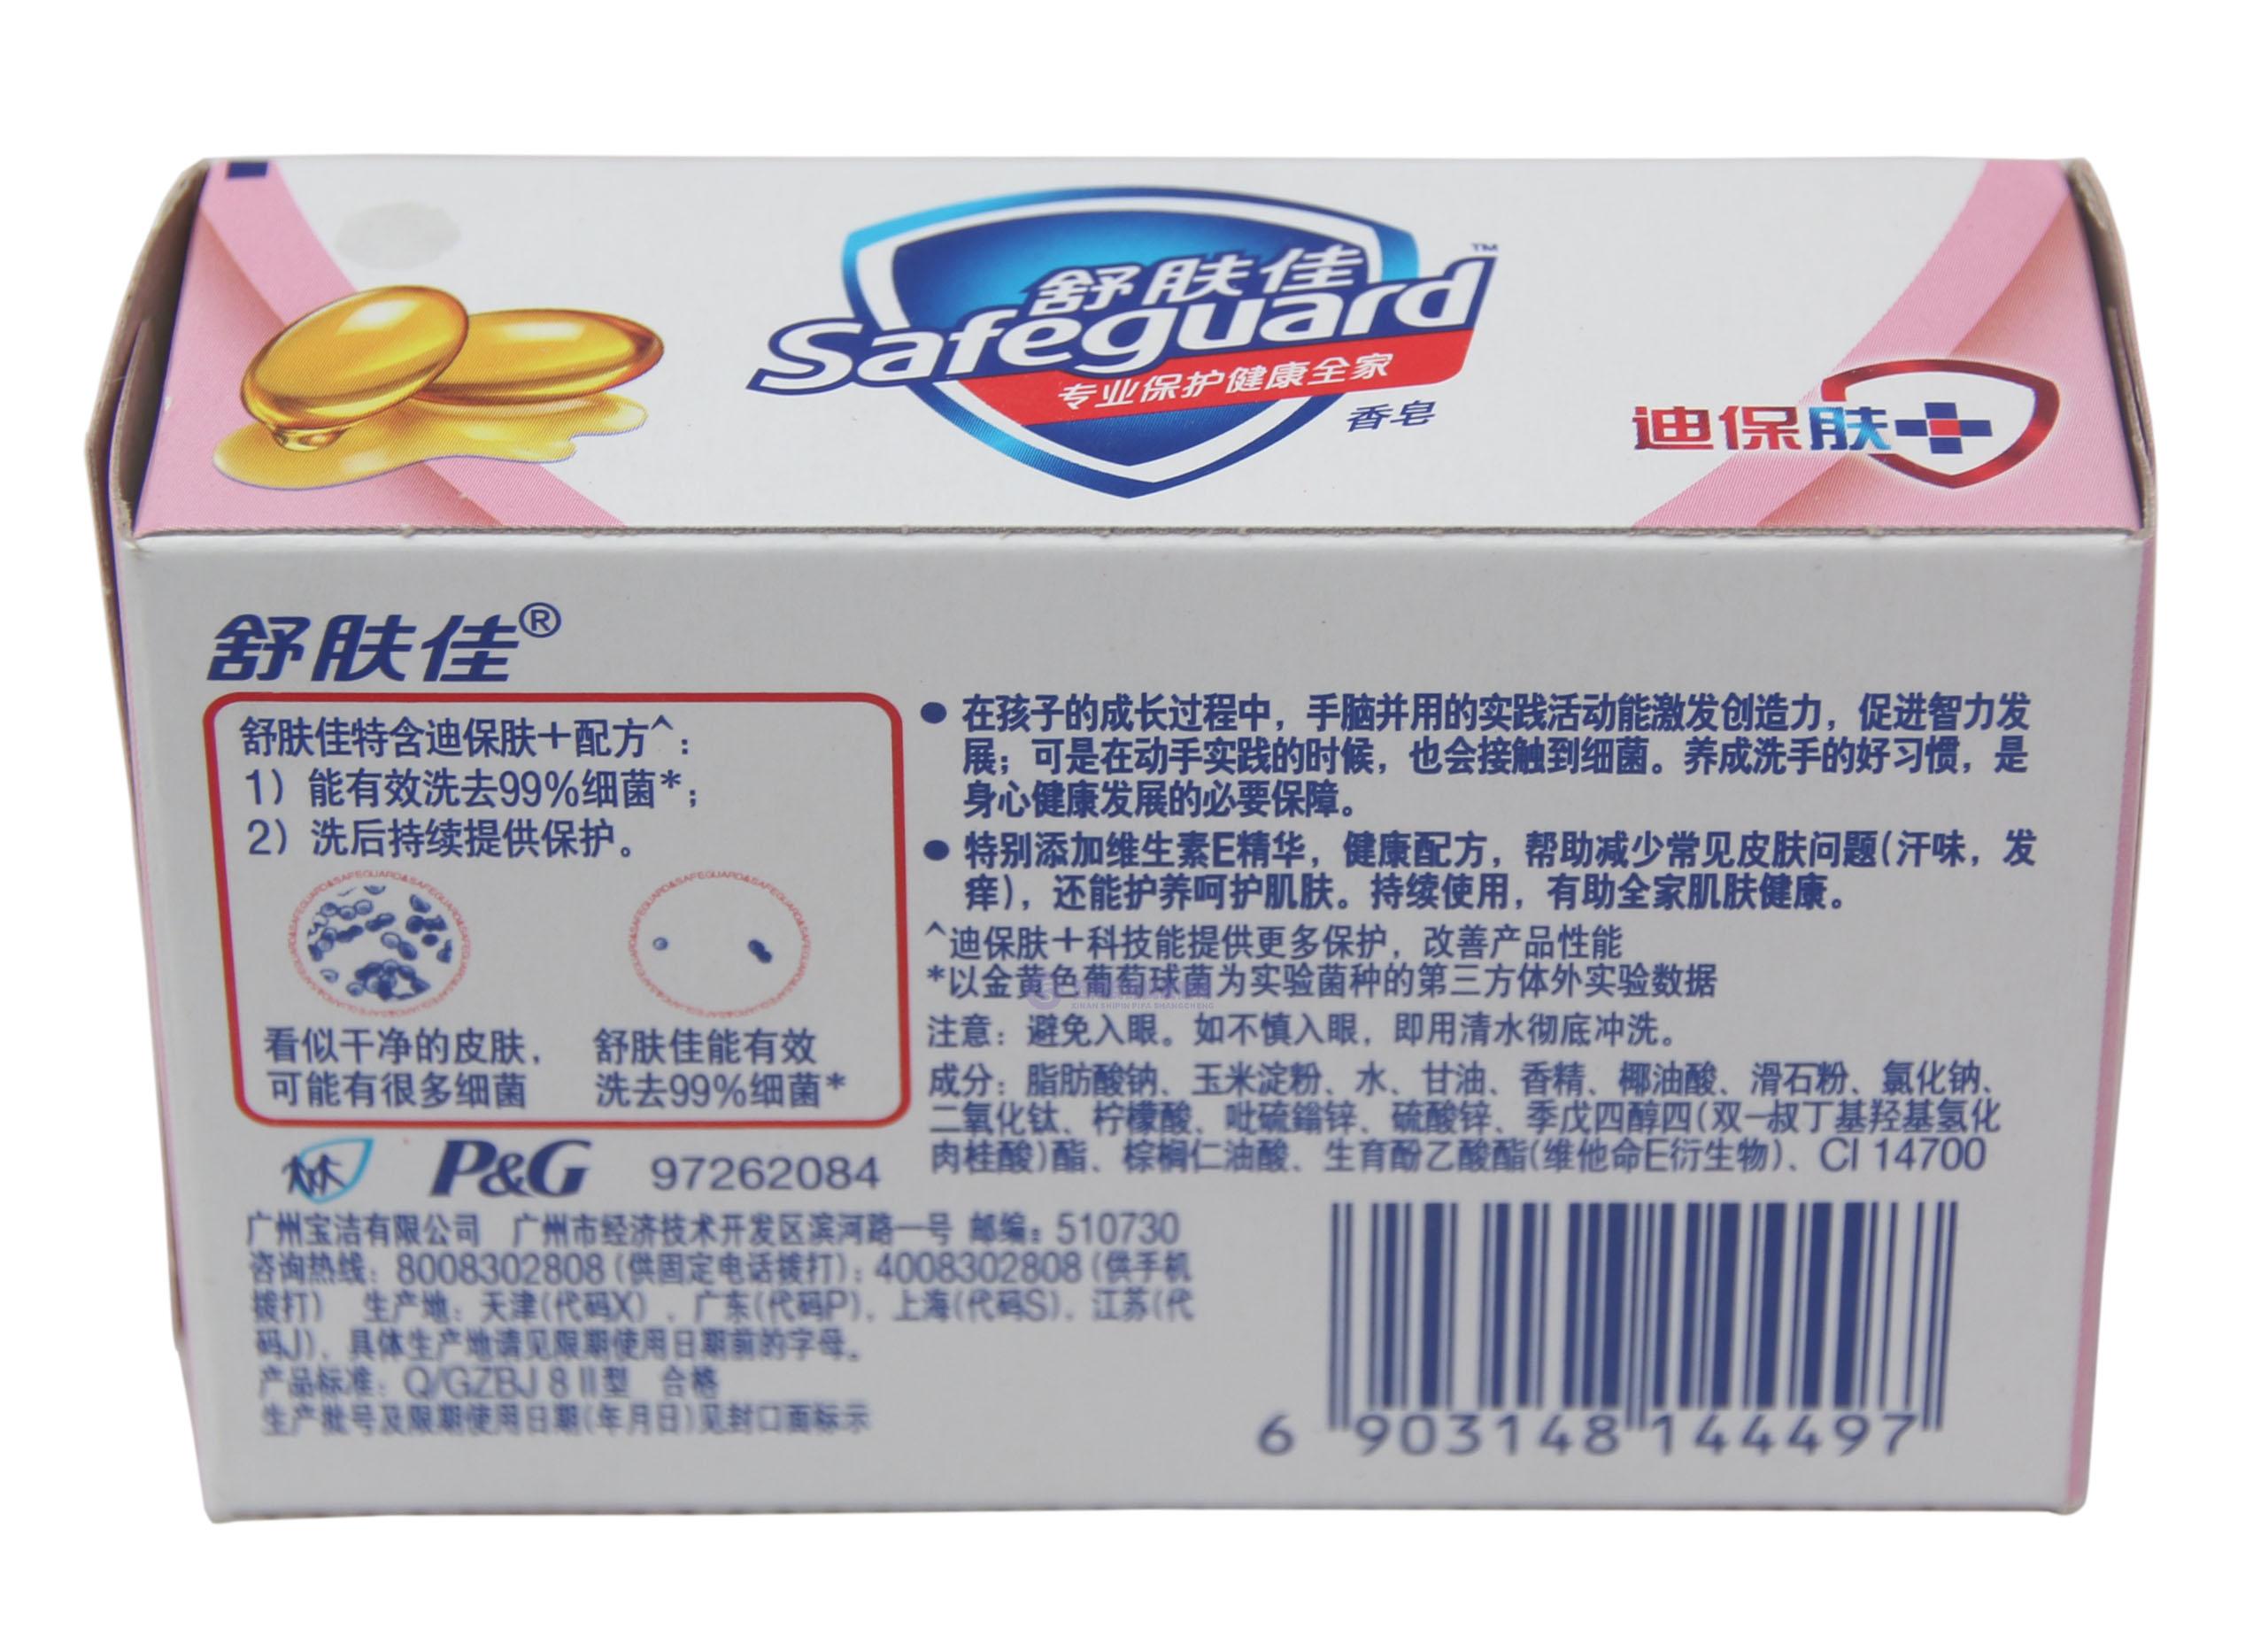 舒肤佳
Safeguard™
专业保护健康全家
香皂
迪保肤
舒肤佳®
舒肤佳特含迪保肤＋配方^：
1）能有效洗去99%细菌*；
2）洗后持续提供保护。
看似干净的皮肤，
可能有很多细菌
舒肤佳能有效
洗去99%细菌*
● 在孩子的成长过程中，手脑并用的实践活动能激发创造力，促进智力发
展；可是在动手实践的时候，也会接触到细菌。养成洗手的好习惯，是
身心健康发展的必要保障。
● 特别添加维生素E精华，健康配方，帮助减少常见皮肤问题(汗味，发
痒)，还能护养呵护肌肤。持续使用，有助全家肌肤健康。
^迪保肤＋科技能提供更多保护，改善产品性能
*以金黄色葡萄球菌为实验菌种的第三方体外实验数据
注意：避免入眼。如不慎入眼，即用清水彻底冲洗。
成分：脂肪酸钠、玉米淀粉、水、甘油、香精、椰油酸、滑石粉、氯化钠、
二氧化钛、柠檬酸、吡硫鎓锌、硫酸锌、季戊四醇四(双-叔丁基羟基氢化
肉桂酸)酯、棕榈仁油酸、生育酚乙酸酯(维他命E衍生物)、CI 14700
P&G 97262084
广州宝洁有限公司 广州市经济技术开发区滨河路一号 邮编：510730
咨询热线：8008302808 (供固定电话拨打)；4008302808 (供手机
拨打) 生产地：天津(代码X)，广东(代码P)，上海(代码S)，江苏(代
码J)，具体生产地请见限期使用日期前的字母。
产品标准：Q/GZBJ 8 II型 合格
生产批号及限期使用日期(年月日)见封口面标示
6 903148 144497